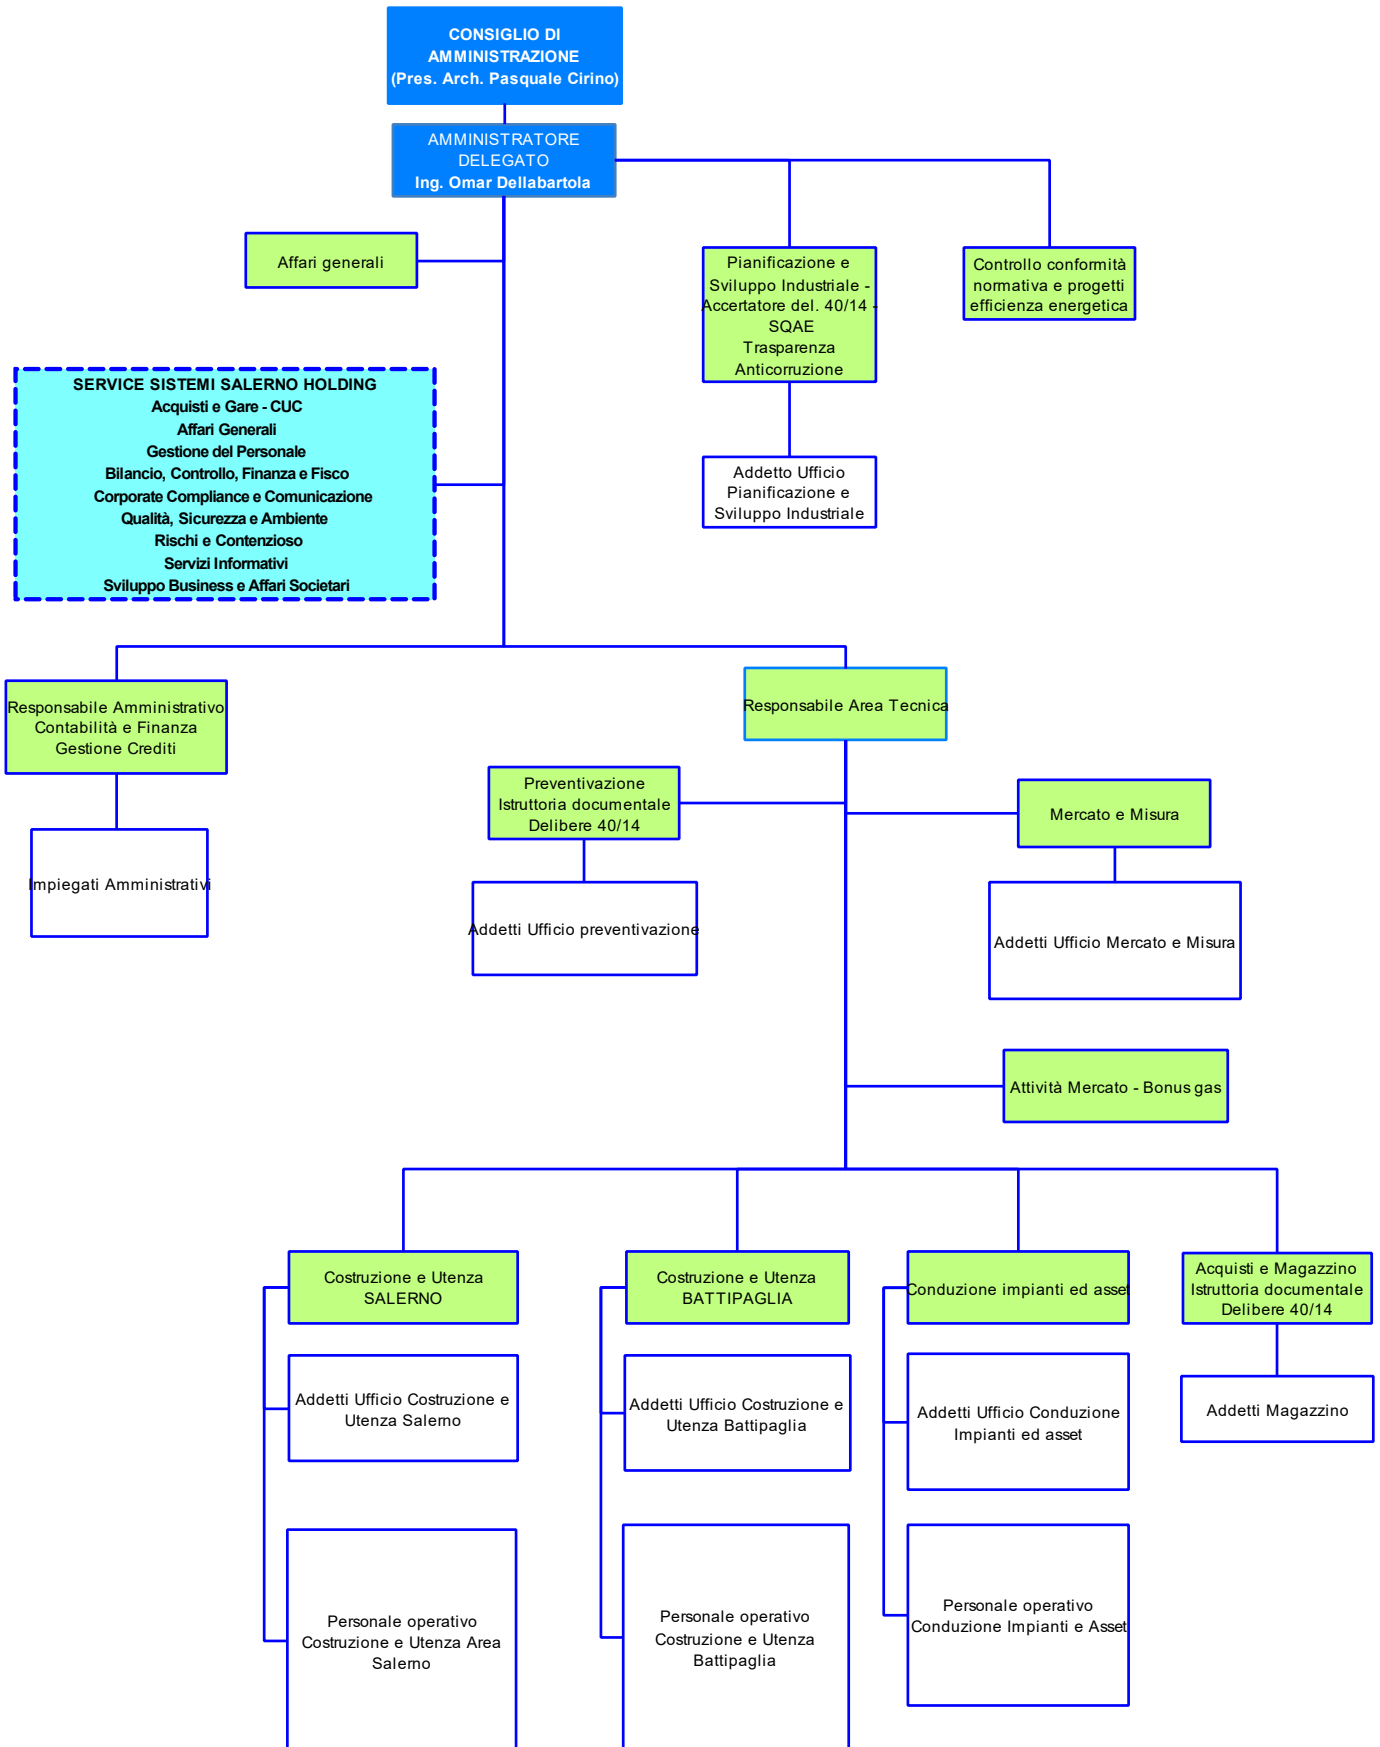 CONSIGLIO DI
AMMINISTRAZIONE
(Pres. Arch. Pasquale Cirino)
AMMINISTRATORE
DELEGATO
Ing. Omar Dellabartola
Affari generali
Pianificazione e
Sviluppo Industriale -
Accertatore del. 40/14 -
SQAE
Trasparenza
Anticorruzione
Controllo conformità
normativa e progetti
efficienza energetica
SERVICE SISTEMI SALERNO HOLDING
Acquisti e Gare - CUC
Affari Generali
Gestione del Personale
Bilancio, Controllo, Finanza e Fisco
Corporate Compliance e Comunicazione
Qualità, Sicurezza e Ambiente
Rischi e Contenzioso
Servizi Informativi
Sviluppo Business e Affari Societari
Addetto Ufficio
Pianificazione e
Sviluppo Industriale
Responsabile Amministrativo
Contabilità e Finanza
Gestione Crediti
Responsabile Area Tecnica
Preventivazione
Istruttoria documentale
Delibere 40/14
Mercato e Misura
Impiegati Amministrativi
Addetti Ufficio preventivazione
Addetti Ufficio Mercato e Misura
Attività Mercato - Bonus gas
Costruzione e Utenza
SALERNO
Costruzione e Utenza
BATTIPAGLIA
Conduzione impianti ed asset
Acquisti e Magazzino
Istruttoria documentale
Delibere 40/14
Addetti Ufficio Costruzione e
Utenza Salerno
Addetti Ufficio Costruzione e
Utenza Battipaglia
Addetti Ufficio Conduzione
Impianti ed asset
Addetti Magazzino
Personale operativo
Costruzione e Utenza Area
Salerno
Personale operativo
Costruzione e Utenza
Battipaglia
Personale operativo
Conduzione Impianti e Asset